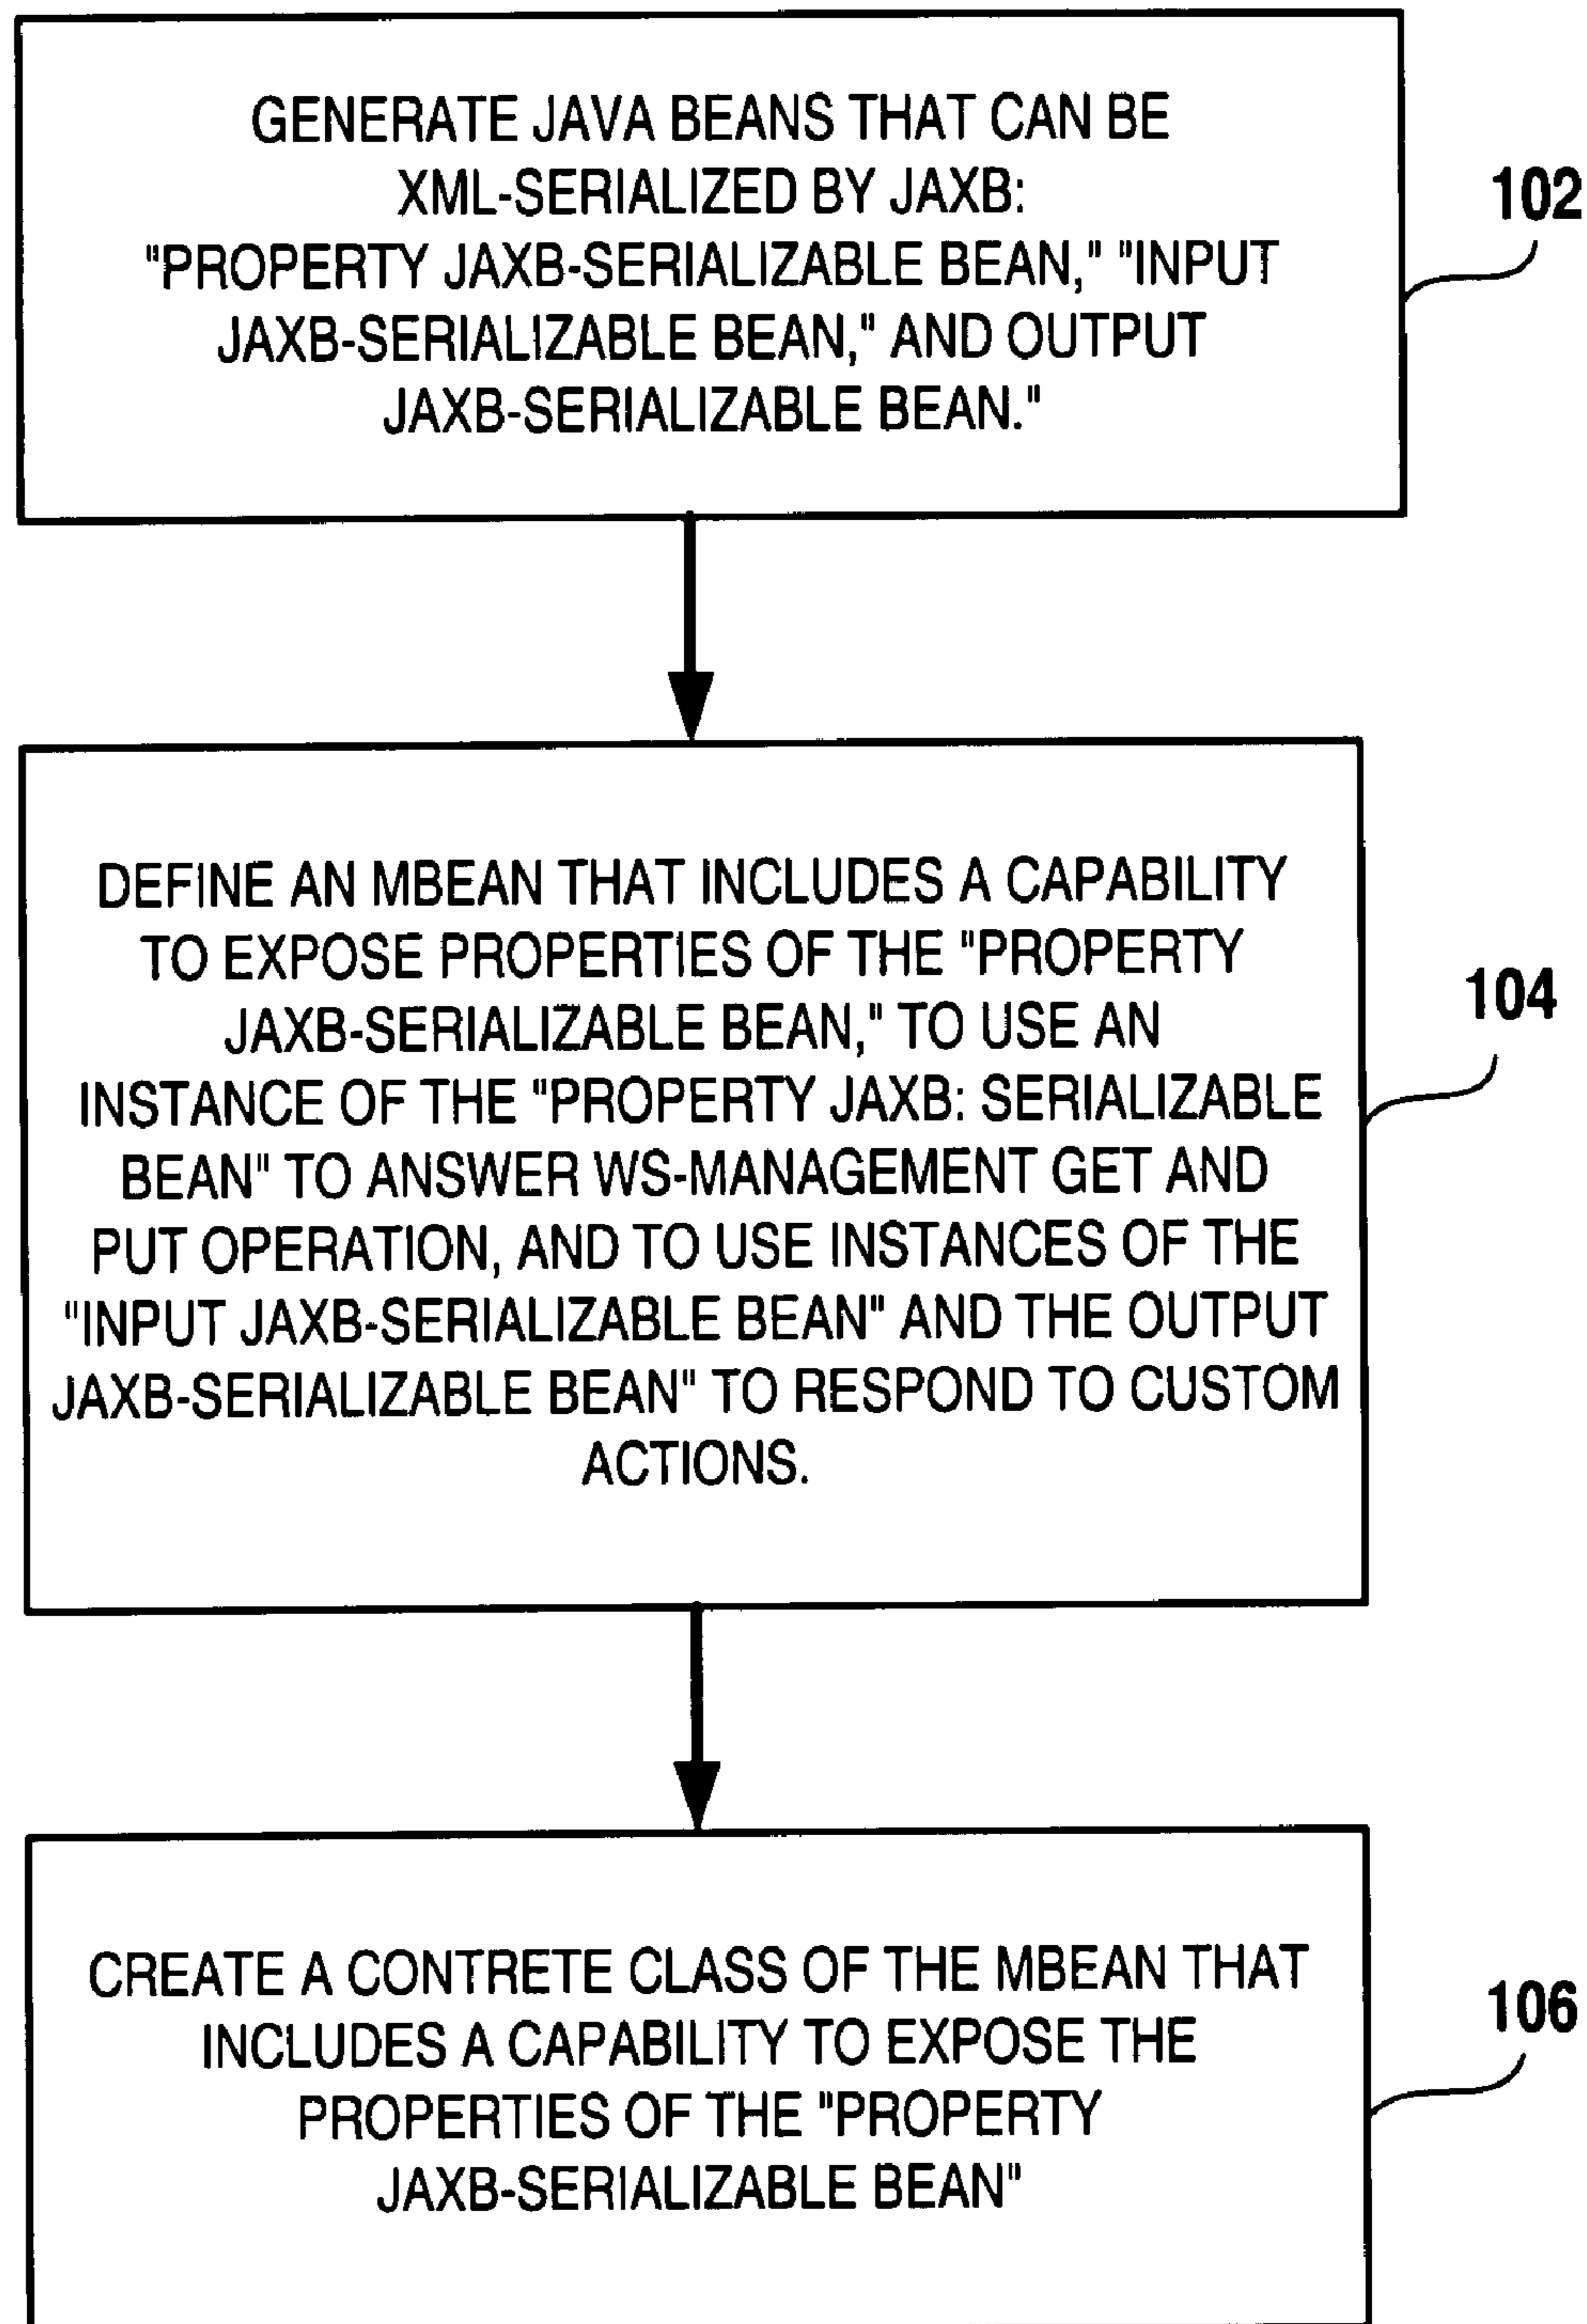 GENERATE JAVA BEANS THAT CAN BE
XML-SERIALIZED BY JAXB:
"PROPERTY JAXB-SERIALIZABLE BEAN," "INPUT
JAXB-SERIALIZABLE BEAN," AND OUTPUT
JAXB-SERIALIZABLE BEAN."
102
DEFINE AN MBEAN THAT INCLUDES A CAPABILITY
TO EXPOSE PROPERTIES OF THE "PROPERTY
JAXB-SERIALIZABLE BEAN," TO USE AN
INSTANCE OF THE "PROPERTY JAXB: SERIALIZABLE
BEAN" TO ANSWER WS-MANAGEMENT GET AND
PUT OPERATION, AND TO USE INSTANCES OF THE
"INPUT JAXB-SERIALIZABLE BEAN" AND THE OUTPUT
JAXB-SERIALIZABLE BEAN" TO RESPOND TO CUSTOM
ACTIONS.
104
CREATE A CONTRETE CLASS OF THE MBEAN THAT
INCLUDES A CAPABILITY TO EXPOSE THE
PROPERTIES OF THE "PROPERTY
JAXB-SERIALIZABLE BEAN"
106